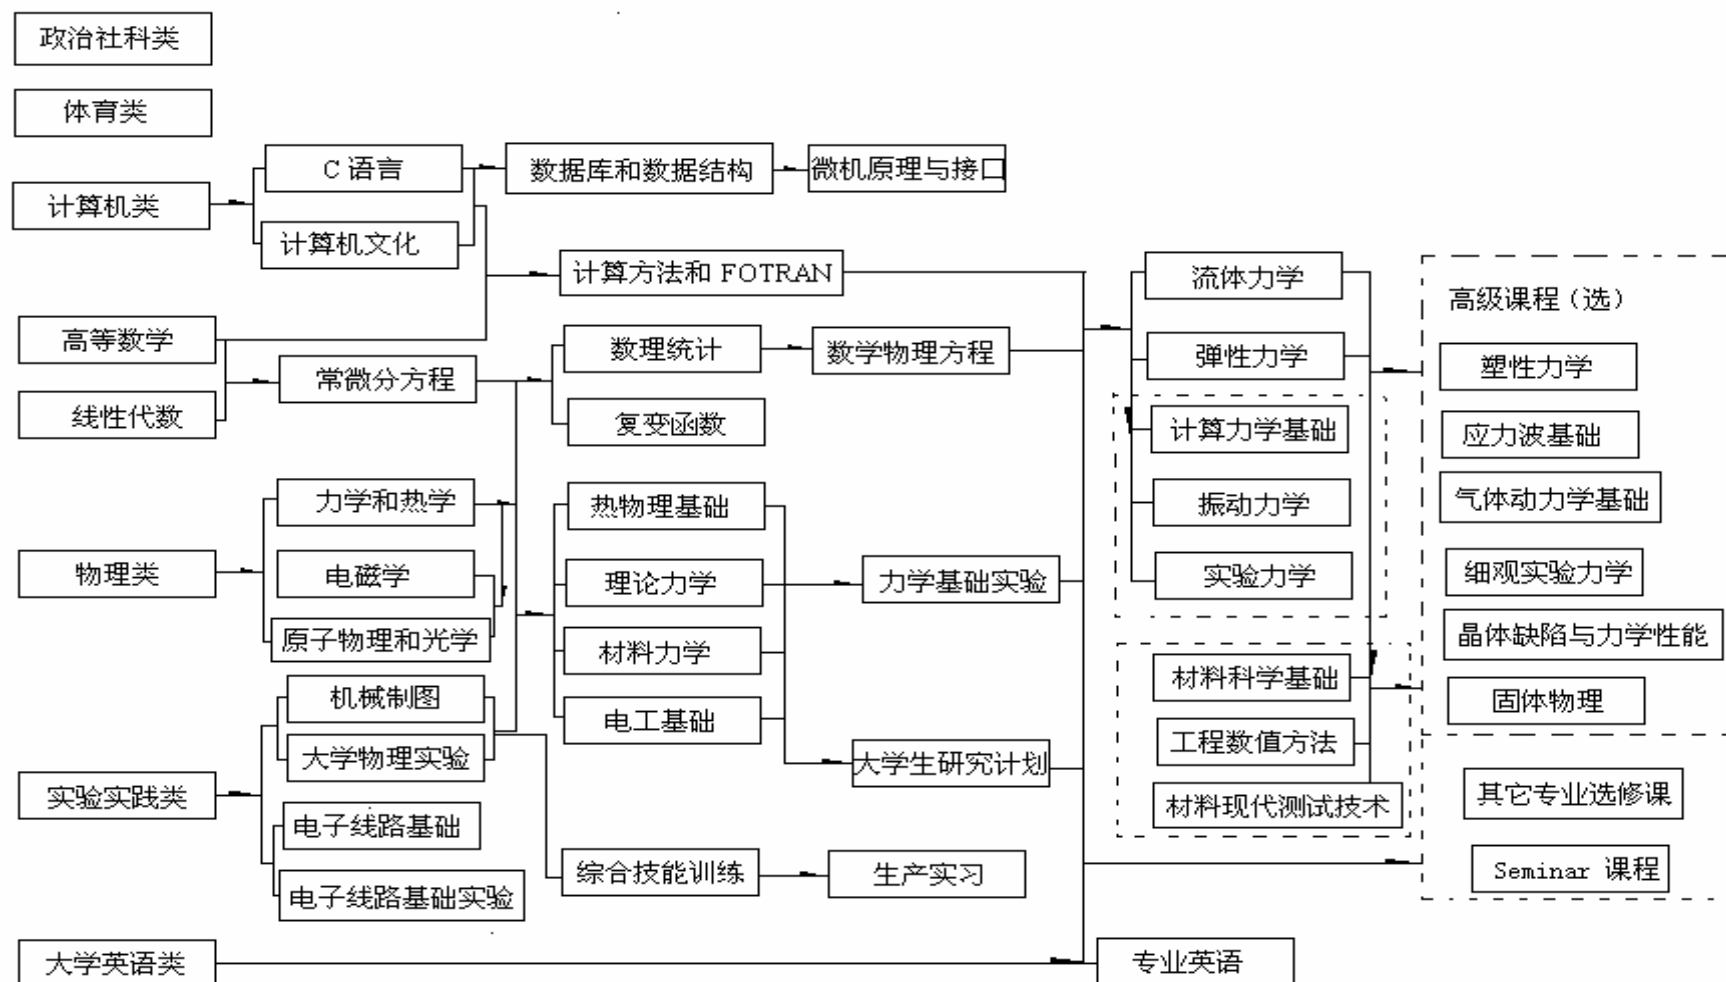 政治社科类
体育类
计算机类
C 语言
计算机文化
数据库和数据结构
微机原理与接口
计算方法和 FOTRAN
高等数学
线性代数
常微分方程
数理统计
复变函数
数学物理方程
物理类
力学和热学
电磁学
原子物理和光学
热物理基础
理论力学
材料力学
电工基础
力学基础实验
大学生研究计划
实验实践类
机械制图
大学物理实验
电子线路基础
电子线路基础实验
综合技能训练
生产实习
大学英语类
专业英语
流体力学
弹性力学
计算力学基础
振动力学
实验力学
材料科学基础
工程数值方法
材料现代测试技术
高级课程（选）
塑性力学
应力波基础
气体动力学基础
细观实验力学
晶体缺陷与力学性能
固体物理
其它专业选修课
Seminar 课程